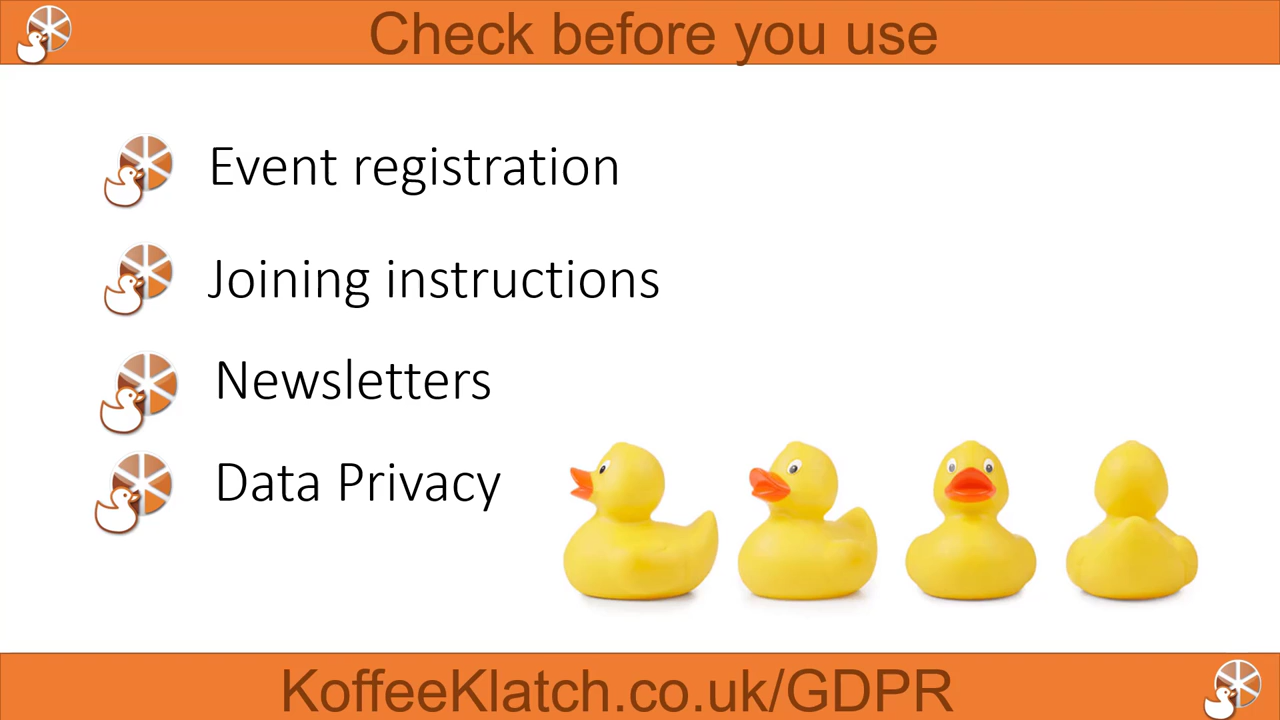 Check before you use
Event registration
Joining instructions
Newsletters
Data Privacy
KoffeeKlatch.co.uk/GDPR